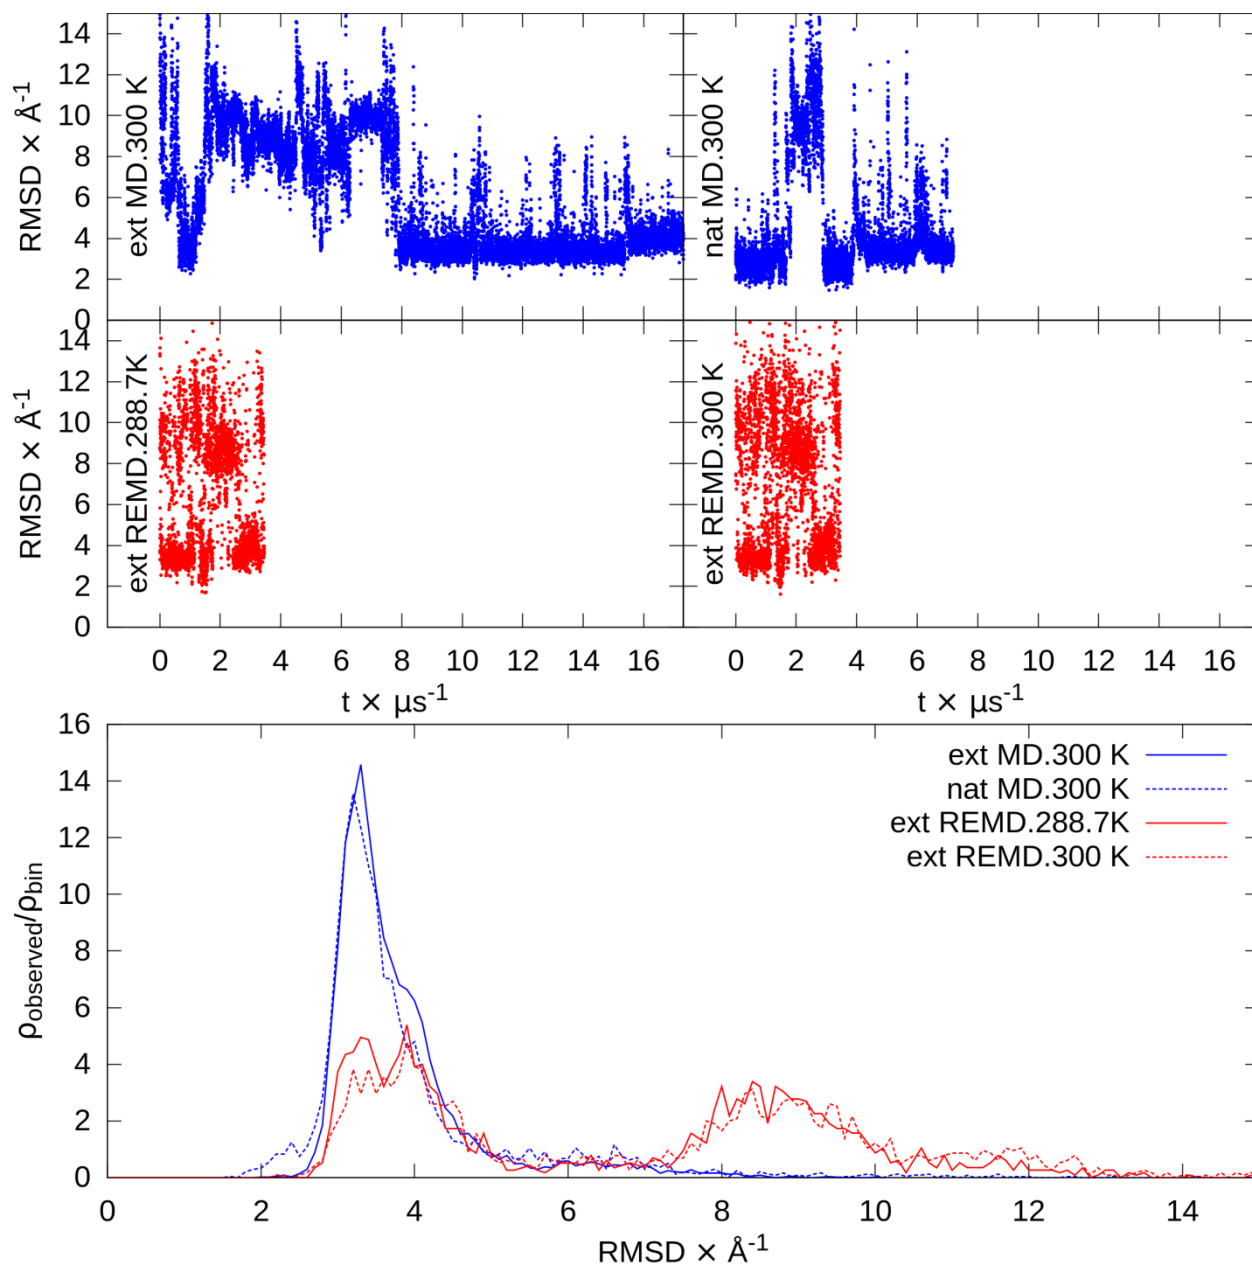 14
12
10
8
6
4
2
0
RMSD × Å-1
ext MD.300 K
nat MD.300 K
14
12
10
8
6
4
2
0
RMSD × Å-1
ext REMD.288.7K
ext REMD.300 K
0 2 4 6 8 10 12 14 16
0 2 4 6 8 10 12 14 16
t × µs-1
t × µs-1
16
14
12
10
8
6
4
2
0
ρobserved/ρbin
ext MD.300 K
nat MD.300 K
ext REMD.288.7K
ext REMD.300 K
0 2 4 6 8 10 12 14
RMSD × Å-1